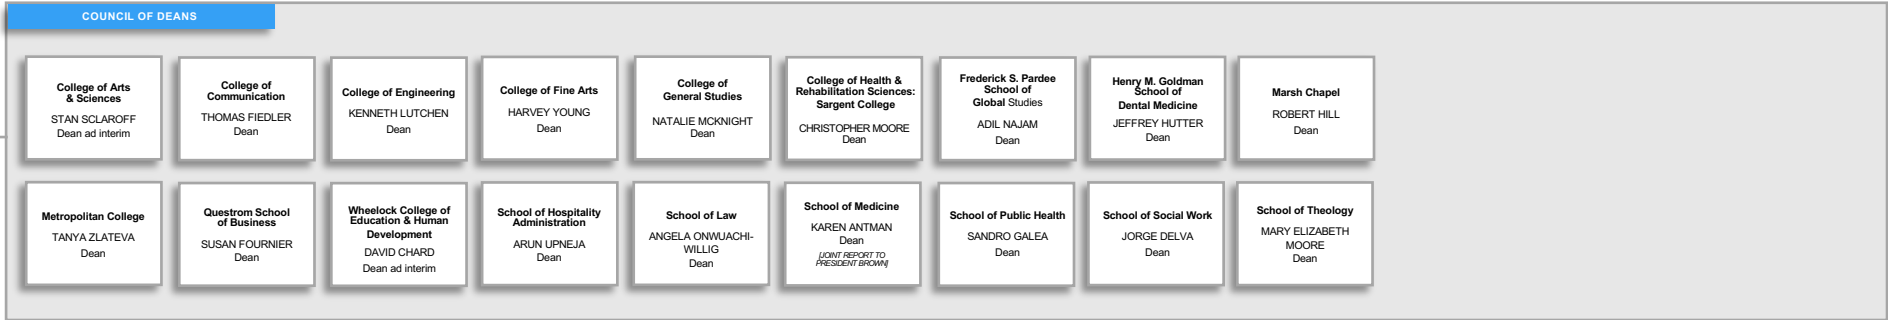 COUNCIL OF DEANS
College of Arts
& Sciences
STAN SCLAROFF
Dean ad interim
College of
Communication
THOMAS FIEDLER
Dean
College of Engineering
KENNETH LUTCHEN
Dean
College of Fine Arts
HARVEY YOUNG
Dean
College of
General Studies
NATALIE MCKNIGHT
Dean
College of Health &
Rehabilitation Sciences:
Sargent College
CHRISTOPHER MOORE
Dean
Frederick S. Pardee
School of
Global Studies
ADIL NAJAM
Dean
Henry M. Goldman
School of
Dental Medicine
JEFFREY HUTTER
Dean
Marsh Chapel
ROBERT HILL
Dean
Metropolitan College
TANYA ZLATEVA
Dean
Questrom School
of Business
SUSAN FOURNIER
Dean
Wheelock College of
Education & Human
Development
DAVID CHARD
Dean ad interim
School of Hospitality
Administration
ARUN UPNEJA
Dean
School of Law
ANGELA ONWUACHI-
WILLIG
Dean
School of Medicine
KAREN ANTMAN
Dean
[JOINT REPORT TO
PRESIDENT BROWN]
School of Public Health
SANDRO GALEA
Dean
School of Social Work
JORGE DELVA
Dean
School of Theology
MARY ELIZABETH
MOORE
Dean